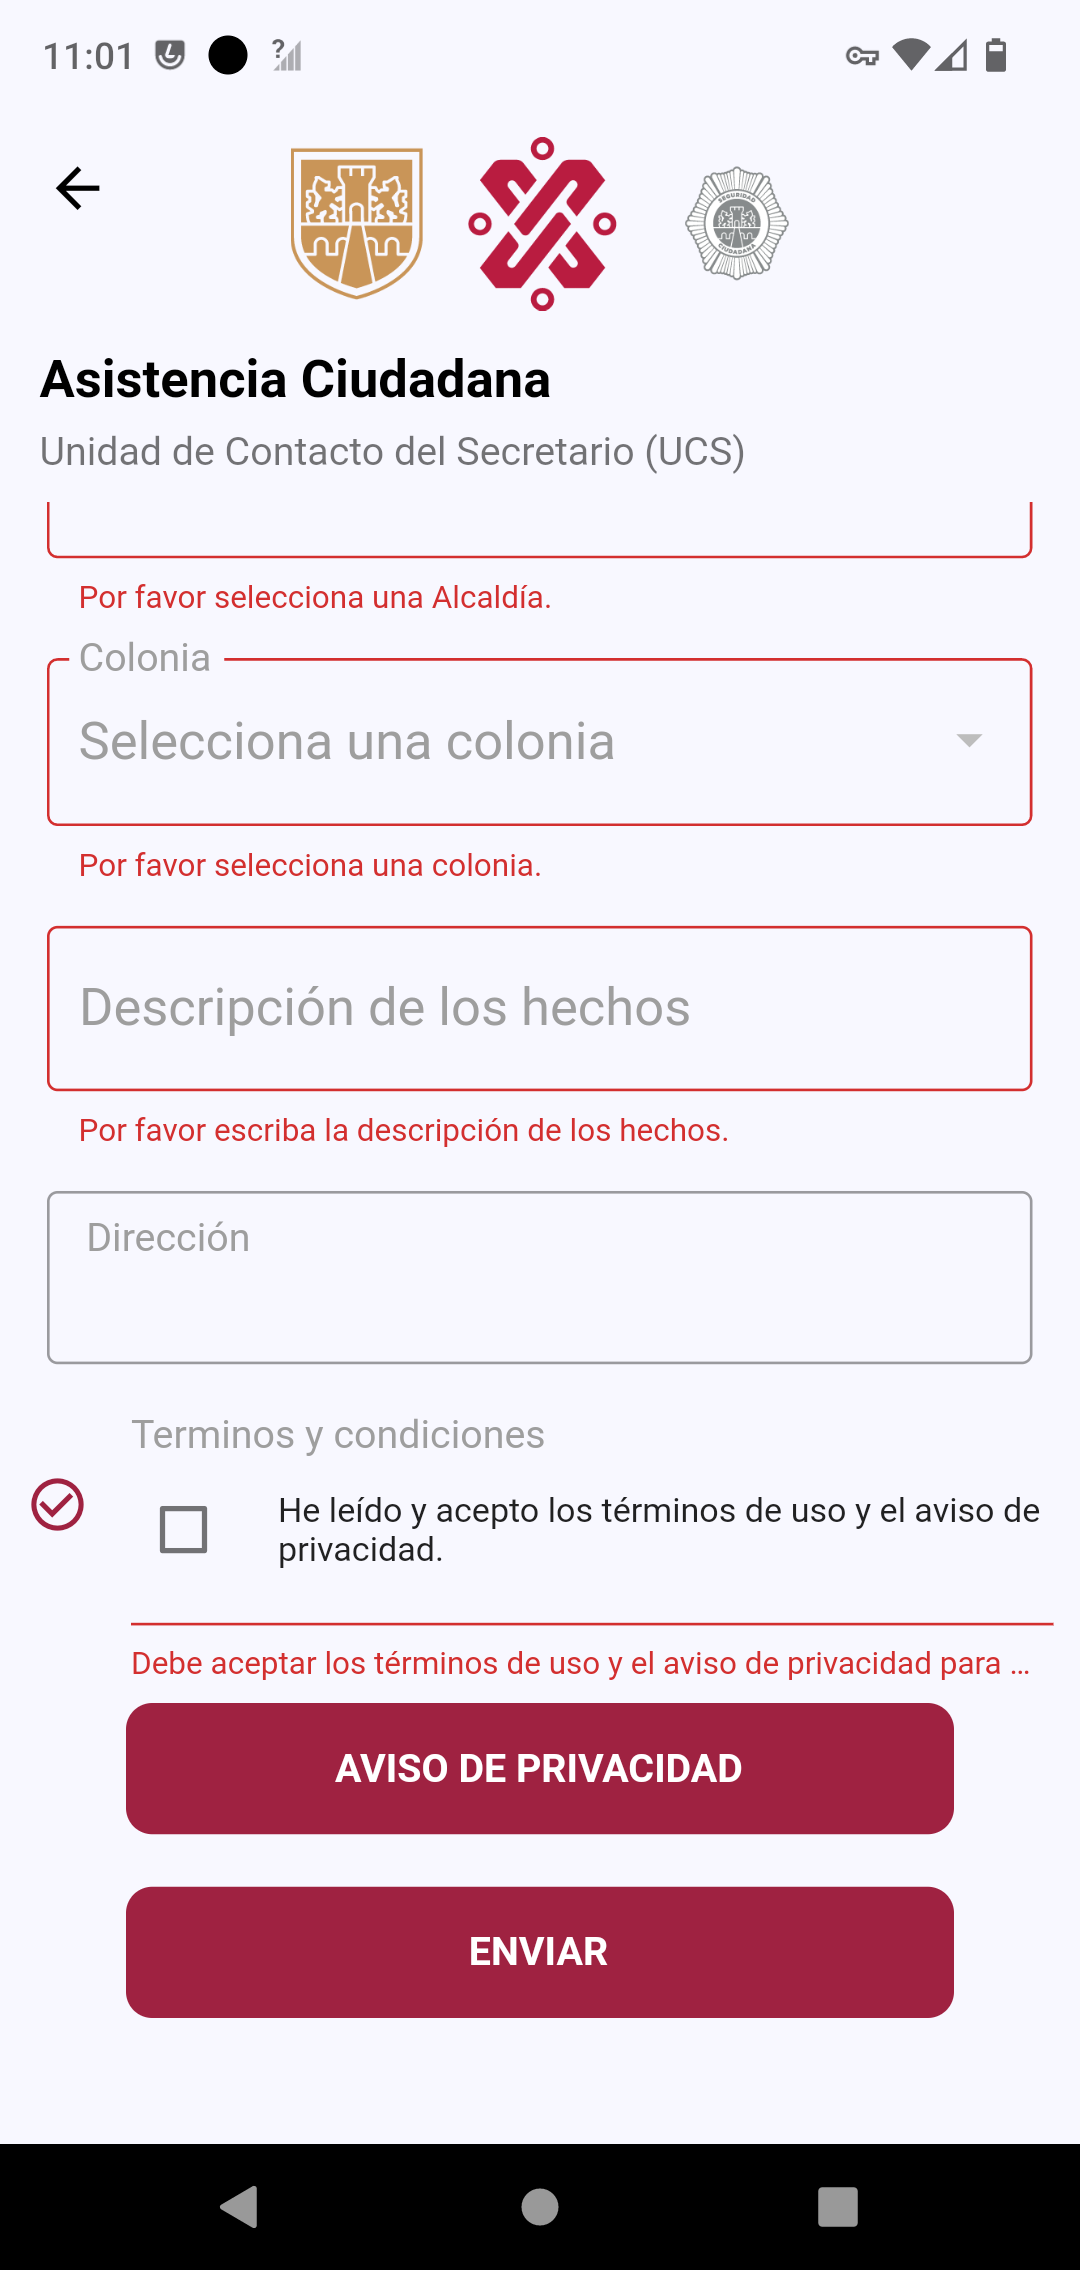 11:01
SEGURIDAD
CIUDADANA
Asistencia Ciudadana
Unidad de Contacto del Secretario (UCS)
Por favor selecciona una Alcaldía.
Colonia
Selecciona una colonia
Por favor selecciona una colonia.
Descripción de los hechos
Por favor escriba la descripción de los hechos.
Dirección
Terminos y condiciones
He leído y acepto los términos de uso y el aviso de
privacidad.
Debe aceptar los términos de uso y el aviso de privacidad para ...
AVISO DE PRIVACIDAD
ENVIAR